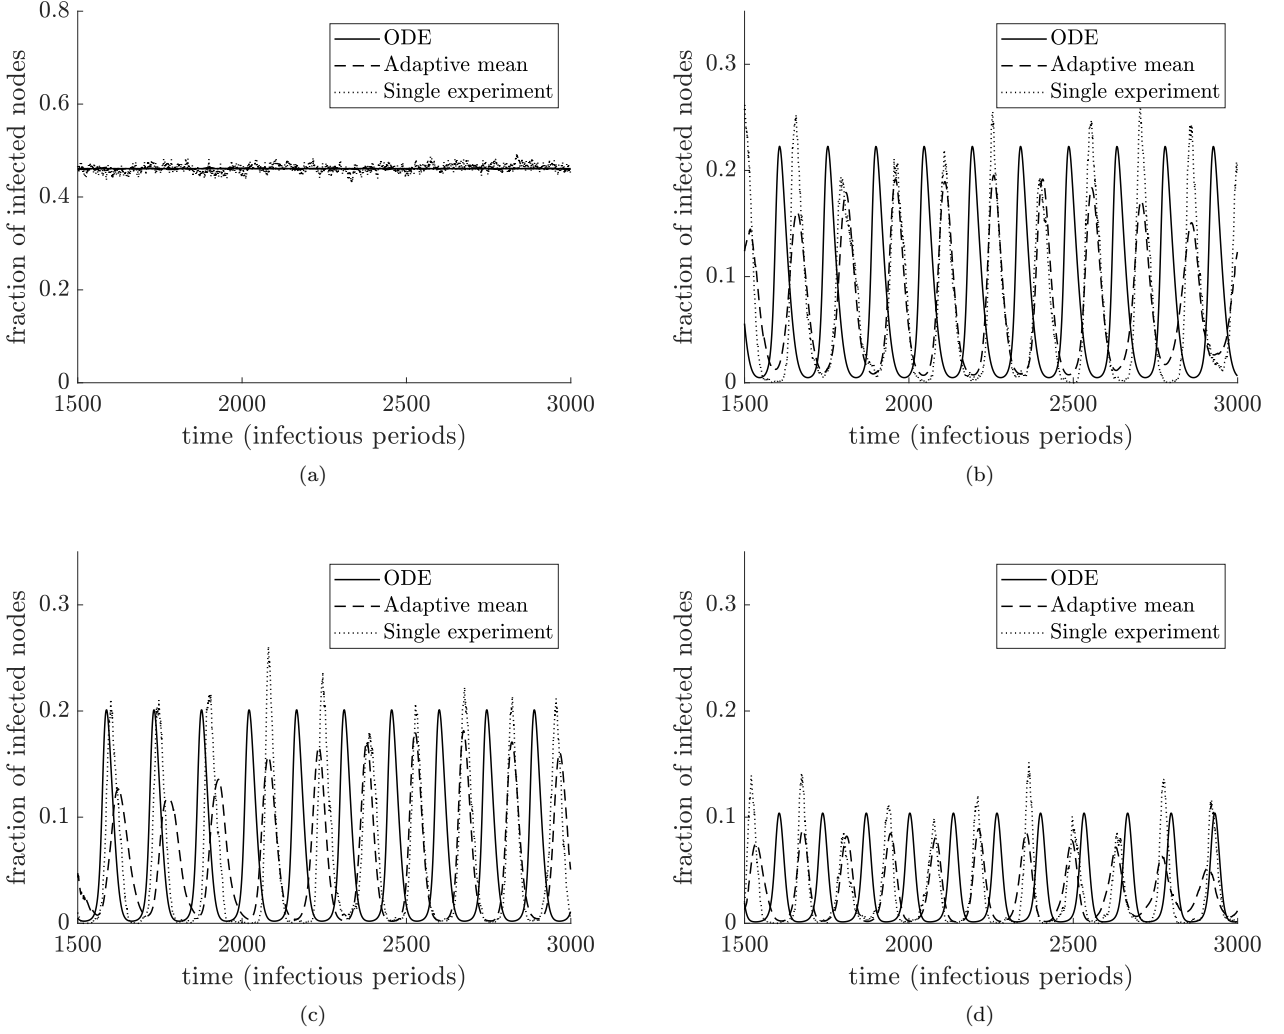 0.8
0.6
0.4
0.2
0
fraction of infected nodes
ODE
Adaptive mean
Single experiment
1500 2000 2500 3000
time (infectious periods)
(a)
0.3
0.2
0.1
0
fraction of infected nodes
ODE
Adaptive mean
Single experiment
1500 2000 2500 3000
time (infectious periods)
(b)
0.3
0.2
0.1
0
fraction of infected nodes
ODE
Adaptive mean
Single experiment
1500 2000 2500 3000
time (infectious periods)
(c)
0.3
0.2
0.1
0
fraction of infected nodes
ODE
Adaptive mean
Single experiment
1500 2000 2500 3000
time (infectious periods)
(d)